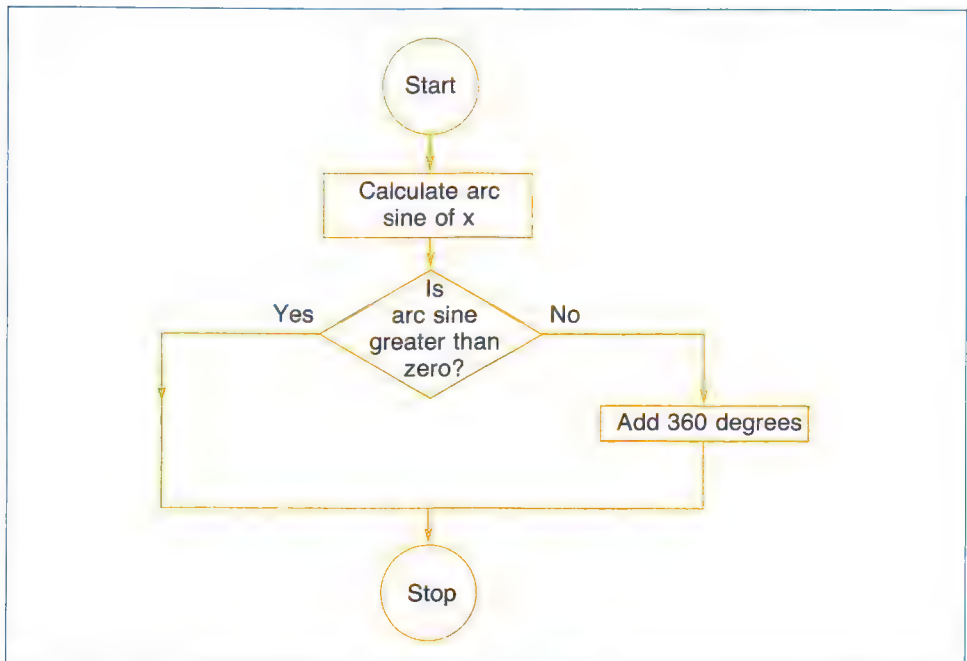 Start
Calculate arc
sine of x
Is
arc sine
greater than
zero?
Yes
No
Add 360 degrees
Stop